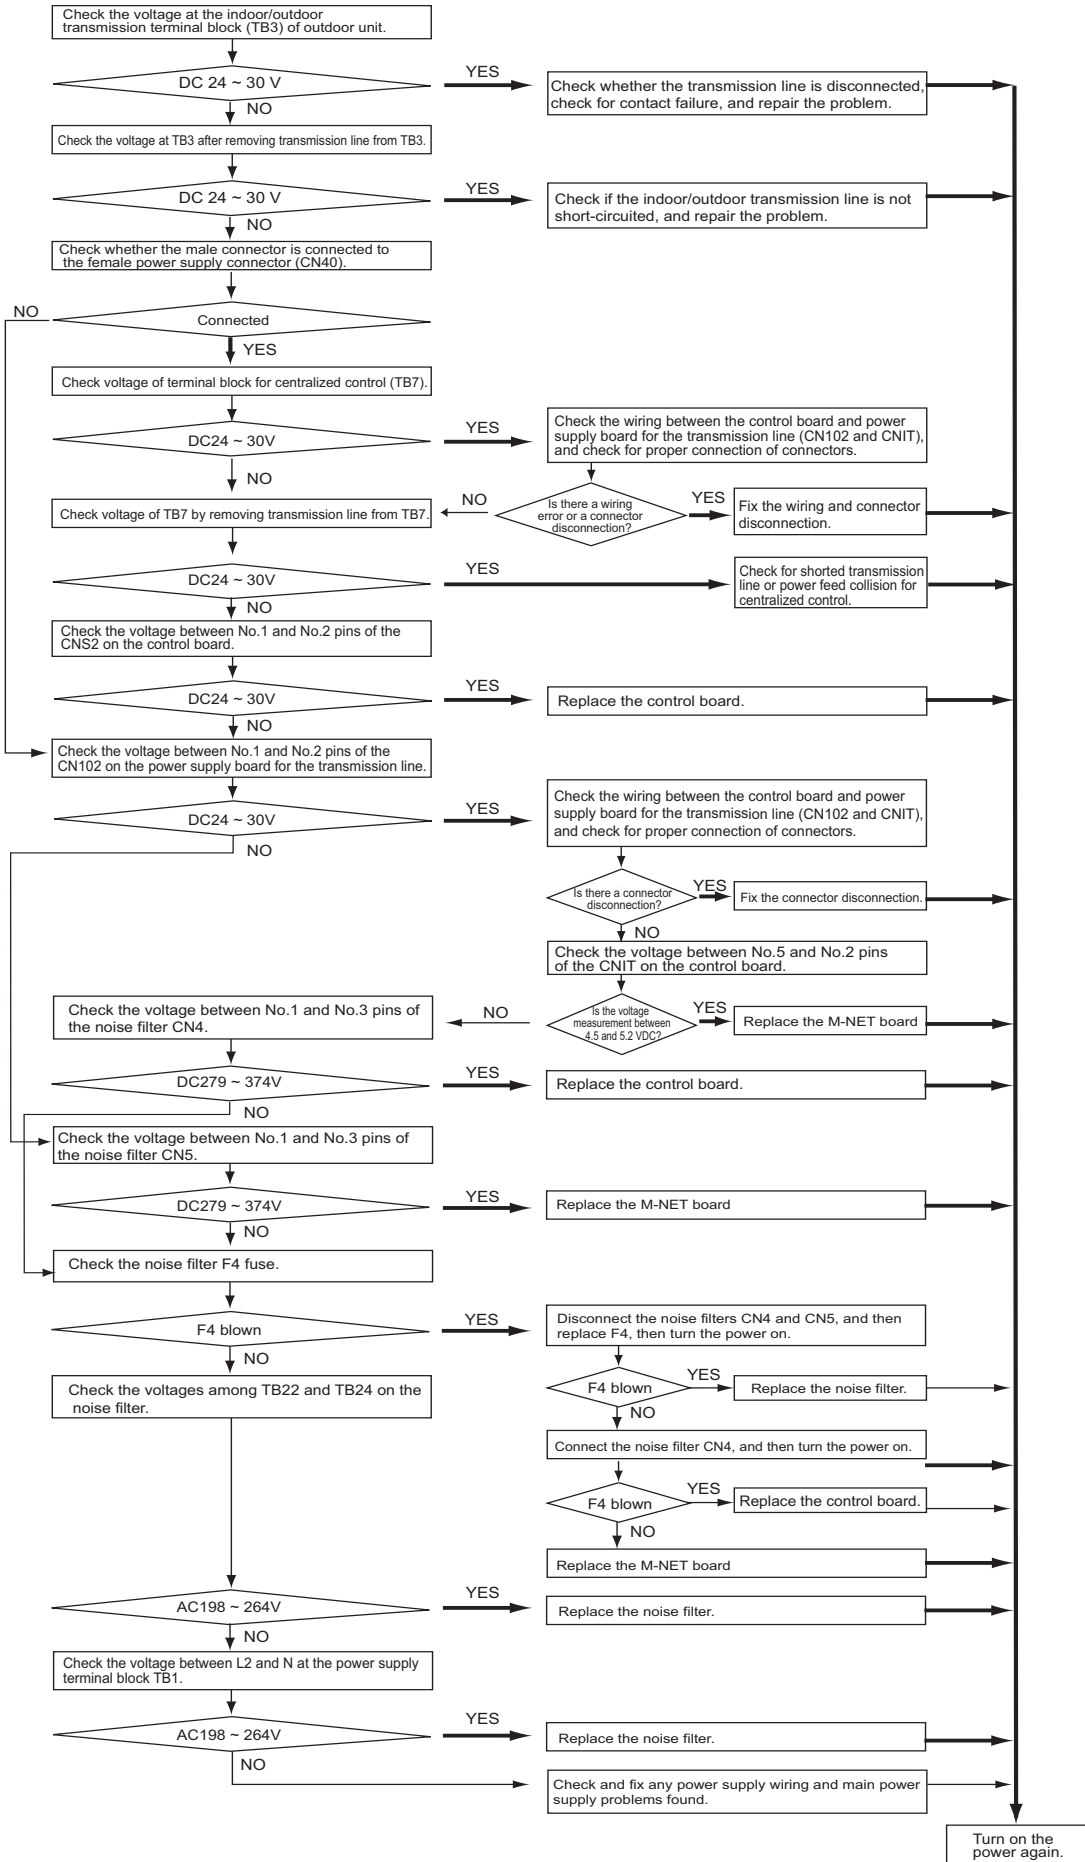 Check the voltage at the indoor/outdoor
transmission terminal block (TB3) of outdoor unit.
DC 24 ~ 30 V
YES
Check whether the transmission line is disconnected,
check for contact failure, and repair the problem.
NO
Check the voltage at TB3 after removing transmission line from TB3.
DC 24 ~ 30 V
YES
Check if the indoor/outdoor transmission line is not
short-circuited, and repair the problem.
NO
Check whether the male connector is connected to
the female power supply connector (CN40).
NO
Connected
YES
Check voltage of terminal block for centralized control (TB7).
DC24 ~ 30V
YES
Check the wiring between the control board and power
supply board for the transmission line (CN102 and CNIT),
and check for proper connection of connectors.
NO
Check voltage of TB7 by removing transmission line from TB7.
NO
Is there a wiring
error or a connector
disconnection?
YES
Fix the wiring and connector
disconnection.
DC24 ~ 30V
YES
Check for shorted transmission
line or power feed collision for
centralized control.
NO
Check the voltage between No.1 and No.2 pins of the
CNS2 on the control board.
DC24 ~ 30V
YES
Replace the control board.
NO
Check the voltage between No.1 and No.2 pins of the
CN102 on the power supply board for the transmission line.
DC24 ~ 30V
YES
Check the wiring between the control board and power
supply board for the transmission line (CN102 and CNIT),
and check for proper connection of connectors.
NO
Is there a connector
disconnection?
YES
Fix the connector disconnection.
NO
Check the voltage between No.5 and No.2 pins
of the CNIT on the control board.
Check the voltage between No.1 and No.3 pins of
the noise filter CN4.
NO
Is the voltage
measurement between
4.5 and 5.2 VDC?
YES
Replace the M-NET board
DC279 ~ 374V
YES
Replace the control board.
NO
Check the voltage between No.1 and No.3 pins of
the noise filter CN5.
DC279 ~ 374V
YES
Replace the M-NET board
NO
Check the noise filter F4 fuse.
F4 blown
YES
Disconnect the noise filters CN4 and CN5, and then
replace F4, then turn the power on.
NO
Check the voltages among TB22 and TB24 on the
noise filter.
F4 blown
YES
Replace the noise filter.
NO
Connect the noise filter CN4, and then turn the power on.
F4 blown
YES
Replace the control board.
NO
Replace the M-NET board
AC198 ~ 264V
YES
Replace the noise filter.
NO
Check the voltage between L2 and N at the power supply
terminal block TB1.
AC198 ~ 264V
YES
Replace the noise filter.
NO
Check and fix any power supply wiring and main power
supply problems found.
Turn on the
power again.